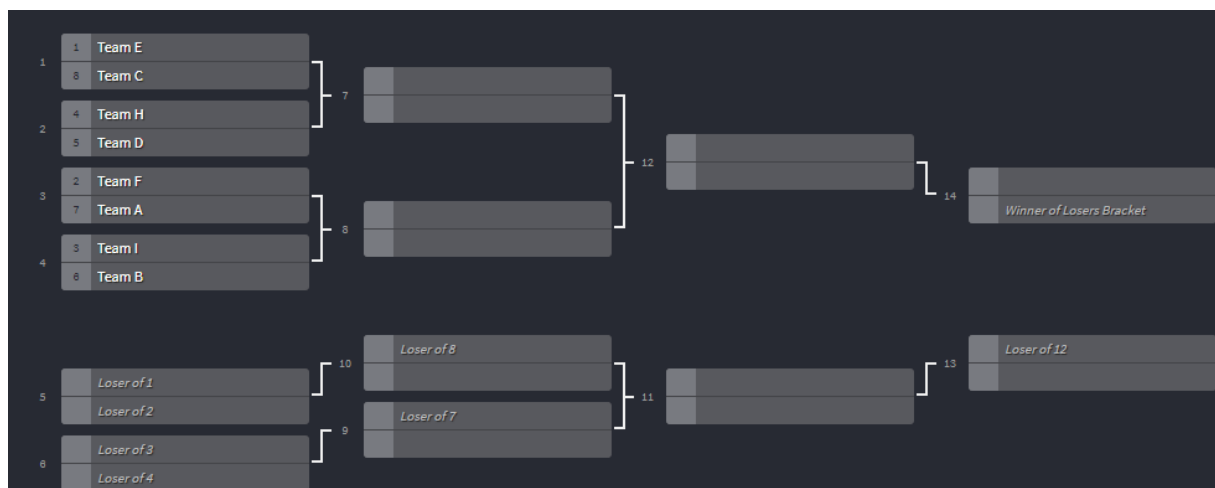 1 Team E
1
8 Team C
7
4 Team H
2
5 Team D
12
2 Team F
14
3
7 Team A
Winner of Losers Bracket
8
3 Team I
4
6 Team B
Loser of 8
Loser of 12
10
13
Loser of 1
5
11
Loser of 2
Loser of 7
9
Loser of 3
6
Loser of 4